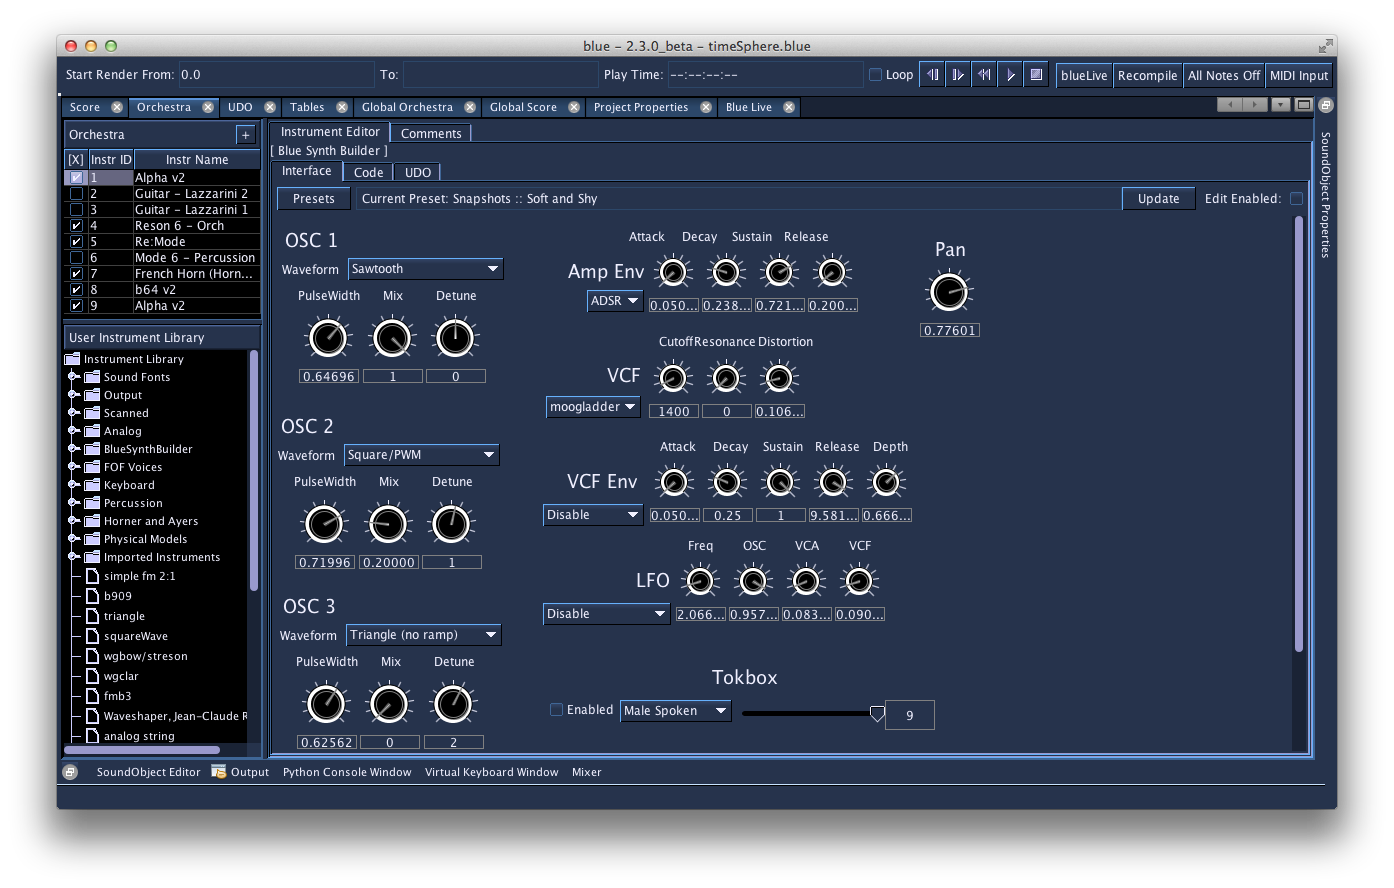 blue – 2.3.0_beta – timeSphere.blue
Start Render From: 0.0 To: Play Time: --:--:--:-- Loop blueLive Recompile All Notes Off MIDI Input
Score Orchestra UDO Tables Global Orchestra Global Score Project Properties Blue Live
SoundObject Properties
Orchestra +
[X] Instr ID Instr Name
1 Alpha v2
2 Guitar – Lazzarini 2
3 Guitar – Lazzarini 1
4 Reson 6 – Orch
5 Re:Mode
6 Mode 6 – Percussion
7 French Horn (Horn...
8 b64 v2
9 Alpha v2
User Instrument Library
Instrument Library
Sound Fonts
Output
Scanned
Analog
BlueSynthBuilder
FOF Voices
Keyboard
Percussion
Horner and Ayers
Physical Models
Imported Instruments
simple fm 2:1
b909
triangle
squareWave
wgbow/streson
wgclar
fmb3
Waveshaper, Jean-Claude R
analog string
Instrument Editor Comments
[ Blue Synth Builder ]
Interface Code UDO
Presets Current Preset: Snapshots :: Soft and Shy Update Edit Enabled:
OSC 1
Waveform Sawtooth
PulseWidth Mix Detune
0.64696 1 0
OSC 2
Waveform Square/PWM
PulseWidth Mix Detune
0.71996 0.20000 1
OSC 3
Waveform Triangle (no ramp)
PulseWidth Mix Detune
0.62562 0 2
Attack Decay Sustain Release
Amp Env
ADSR 0.050... 0.238... 0.721... 0.200...
Pan
0.77601
Cutoff Resonance Distortion
VCF
moogladder 1400 0 0.106...
Attack Decay Sustain Release Depth
VCF Env
Disable 0.050... 0.25 1 9.581... 0.666...
Freq OSC VCA VCF
LFO
Disable 2.066... 0.957... 0.083... 0.090...
Tokbox
Enabled Male Spoken 9
SoundObject Editor Output Python Console Window Virtual Keyboard Window Mixer